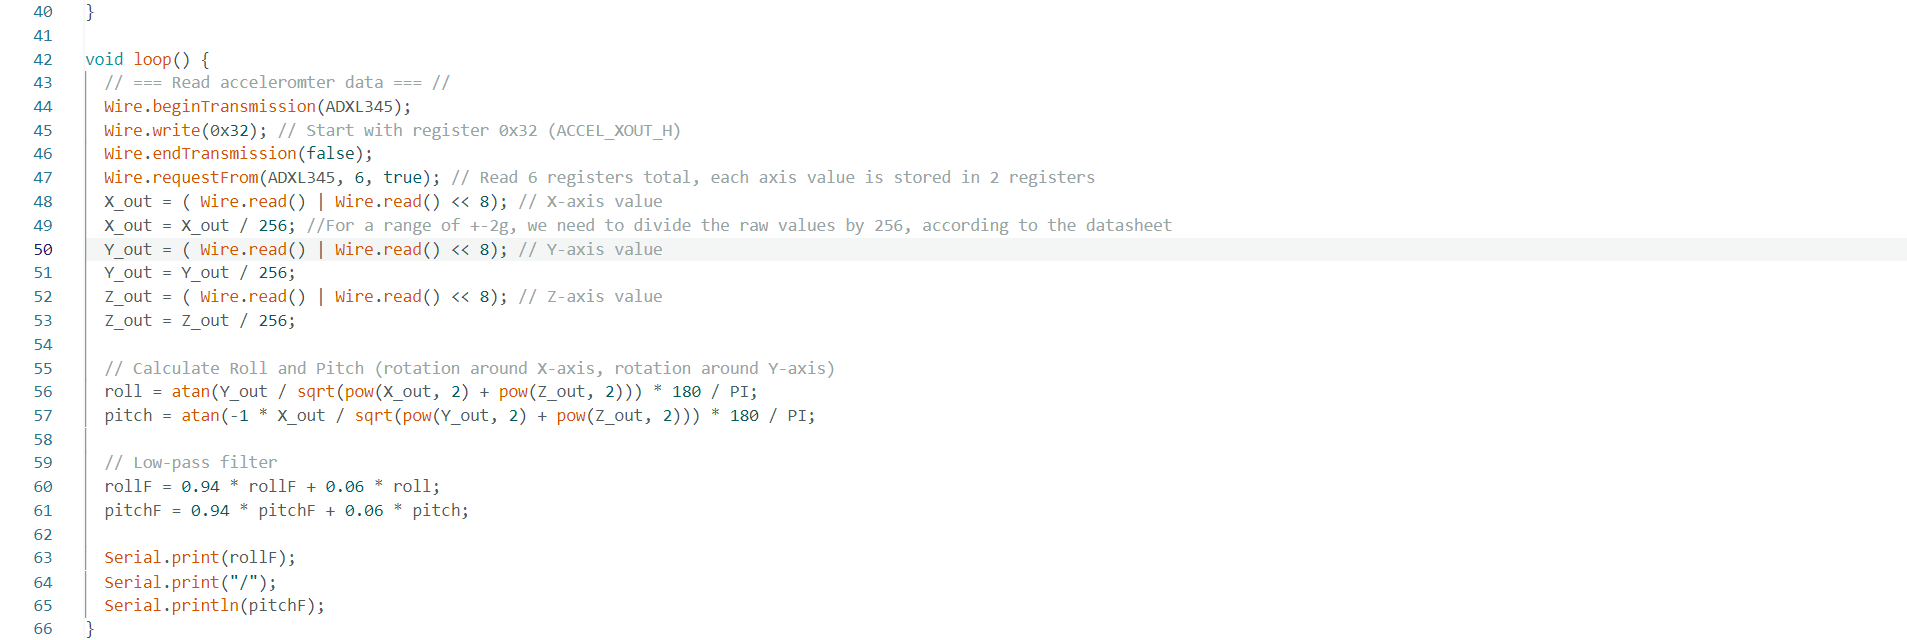 40 }
41
42 void loop() {
43 // === Read acceleromter data === //
44 Wire.beginTransmission(ADXL345);
45 Wire.write(0x32); // Start with register 0x32 (ACCEL_XOUT_H)
46 Wire.endTransmission(false);
47 Wire.requestFrom(ADXL345, 6, true); // Read 6 registers total, each axis value is stored in 2 registers
48 X_out = ( Wire.read() | Wire.read() << 8); // X-axis value
49 X_out = X_out / 256; //For a range of +-2g, we need to divide the raw values by 256, according to the datasheet
50 Y_out = ( Wire.read() | Wire.read() << 8); // Y-axis value
51 Y_out = Y_out / 256;
52 Z_out = ( Wire.read() | Wire.read() << 8); // Z-axis value
53 Z_out = Z_out / 256;
54
55 // Calculate Roll and Pitch (rotation around X-axis, rotation around Y-axis)
56 roll = atan(Y_out / sqrt(pow(X_out, 2) + pow(Z_out, 2))) * 180 / PI;
57 pitch = atan(-1 * X_out / sqrt(pow(Y_out, 2) + pow(Z_out, 2))) * 180 / PI;
58
59 // Low-pass filter
60 rollF = 0.94 * rollF + 0.06 * roll;
61 pitchF = 0.94 * pitchF + 0.06 * pitch;
62
63 Serial.print(rollF);
64 Serial.print("/");
65 Serial.println(pitchF);
66 }